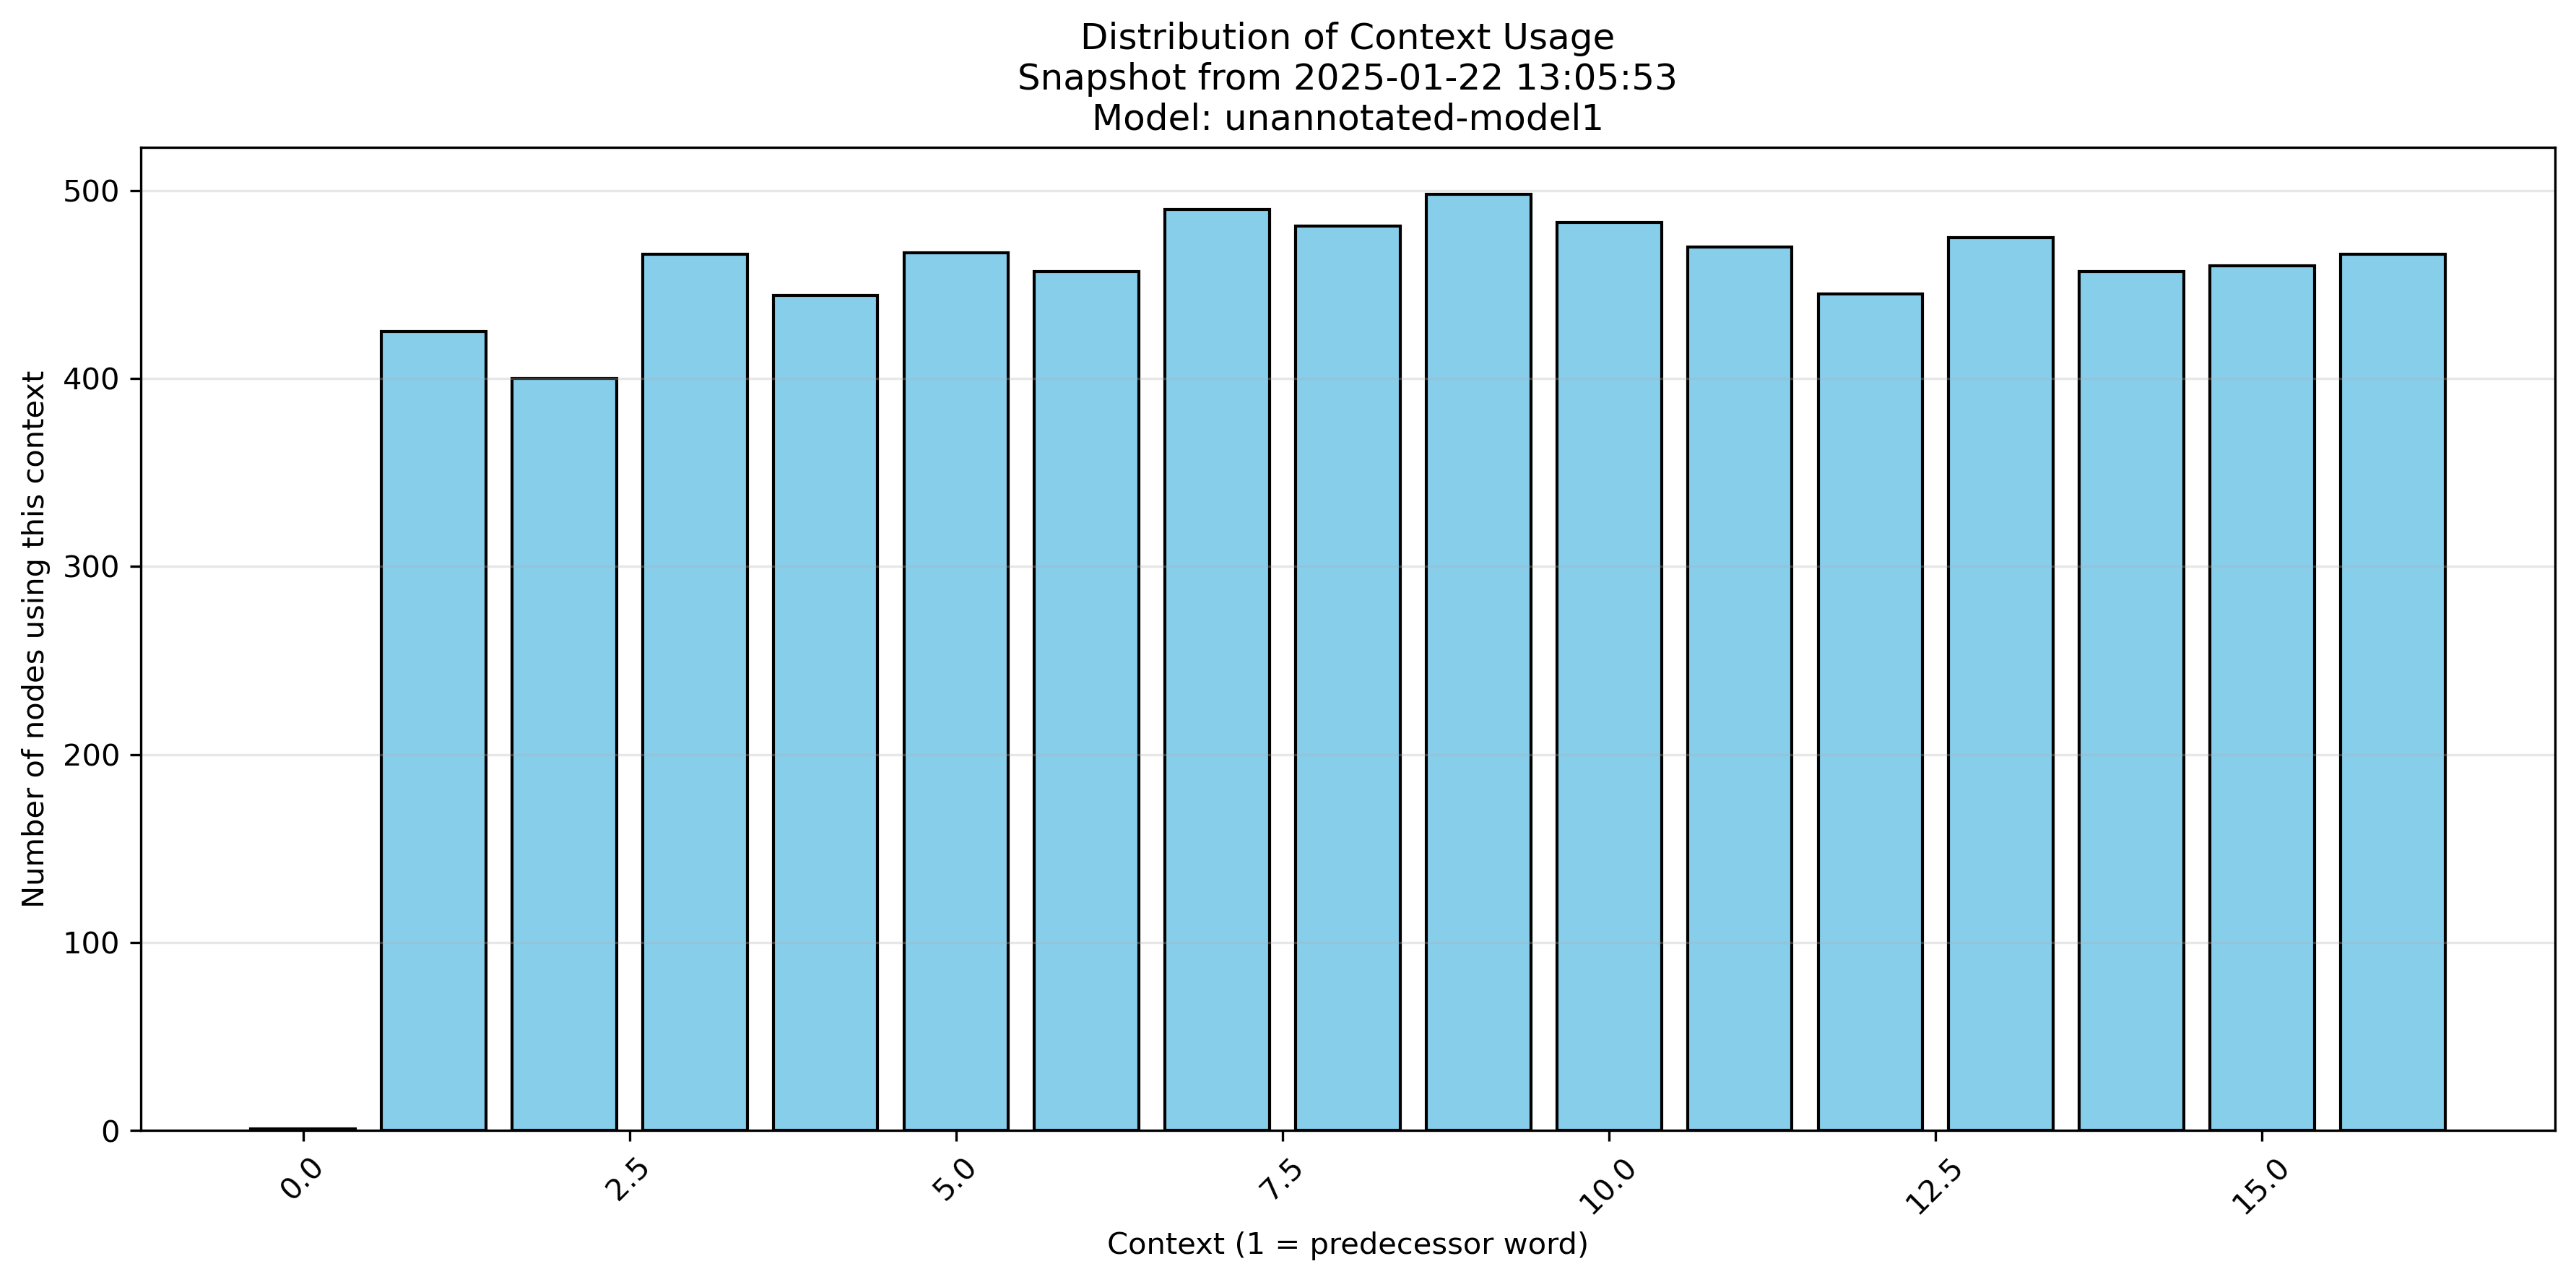 Distribution of Context Usage
Snapshot from 2025-01-22 13:05:53
Model: unannotated-model1
Number of nodes using this context
500
400
300
200
100
0
0.0
2.5
5.0
7.5
10.0
12.5
15.0
Context (1 = predecessor word)